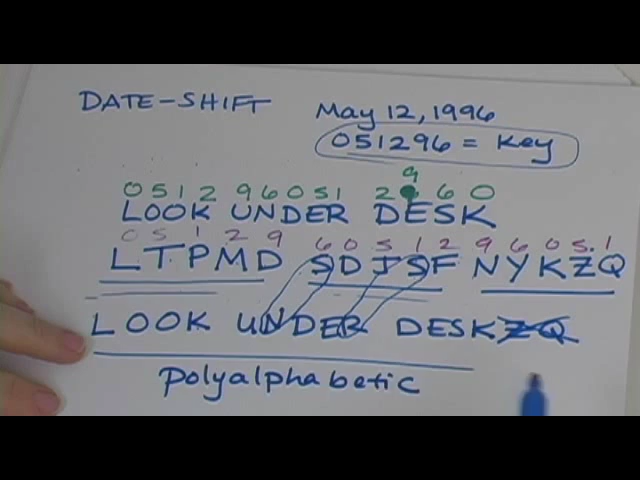 DATE-SHIFT May 12, 1996
051296 = Key
0 5 1 2 9 6 0 5 1 2 9 6 0
LOOK UNDER DESK
0 5 1 2 9 6 0 5 1 2 9 6 0 5 1
LTPMD SDJSF NYKZQ
LOOK UNDER DESKZQ
polyalphabetic